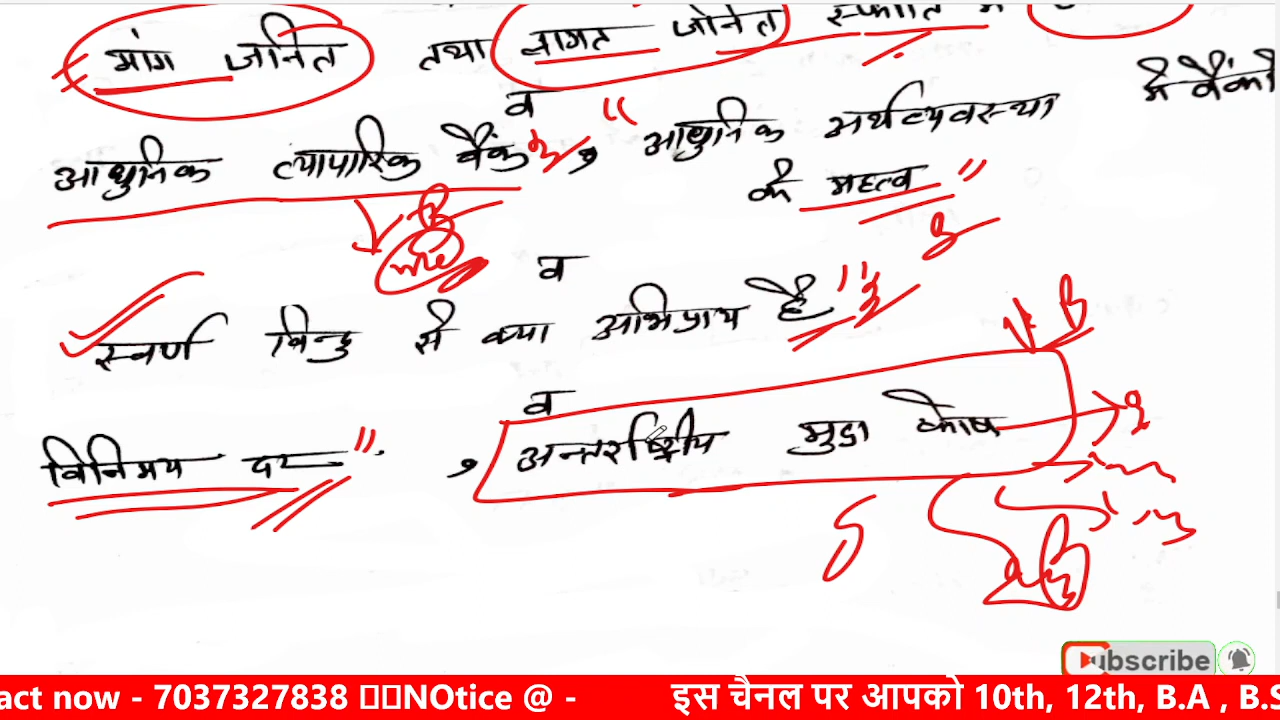 मांग जनित तथा लागत जनित स्फीति में
व
आधुनिक व्यापारिक बैंक, "आधुनिक अर्थव्यवस्था में बैंको
के महत्व"
व
स्वर्ण बिन्दु से क्या अभिप्राय है"
व
विनिमय दर", अन्तर्राष्ट्रीय मुद्रा कोष
Subscribe
act now - 7037327838 □□NOtice @ - इस चैनल पर आपको 10th, 12th, B.A , B.S